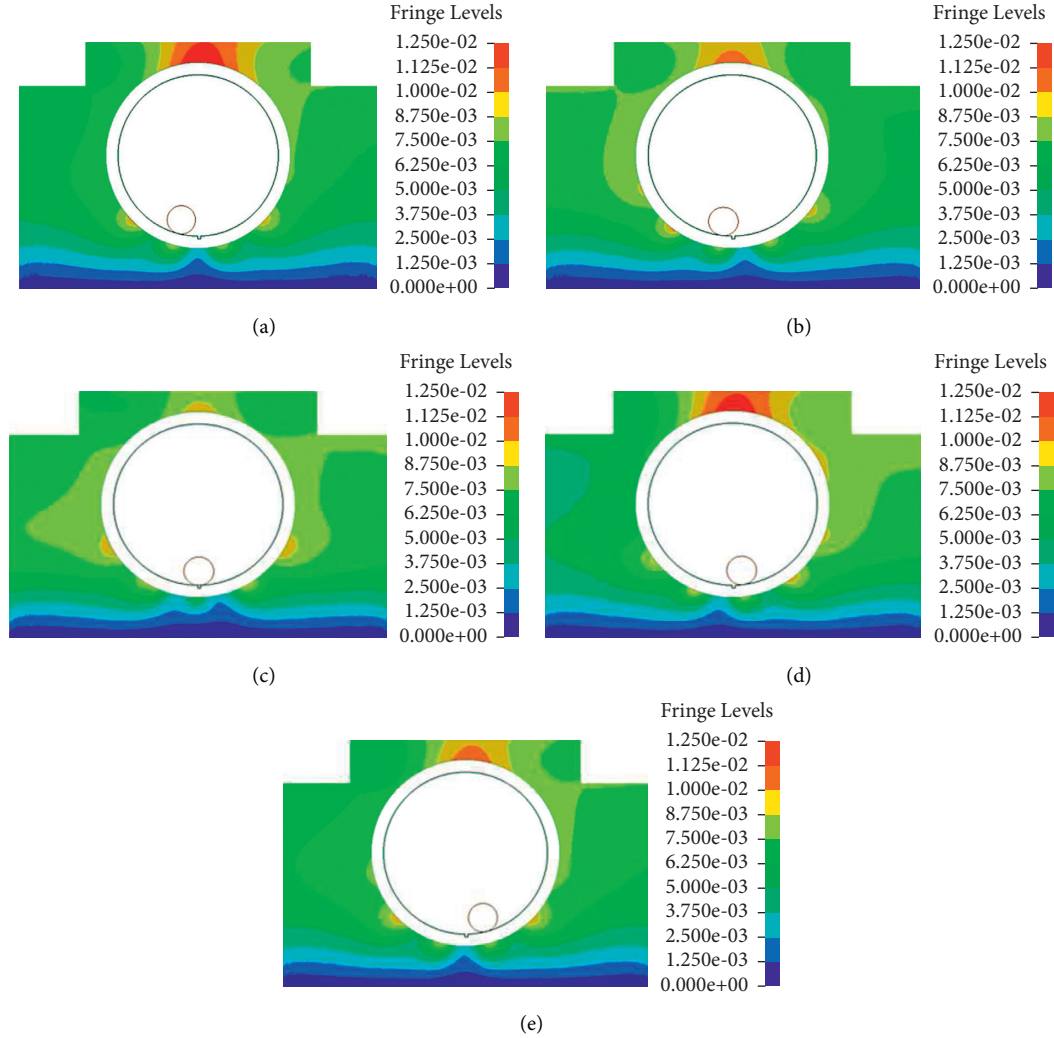 Fringe Levels
1.250e-02
1.125e-02
1.000e-02
8.750e-03
7.500e-03
6.250e-03
5.000e-03
3.750e-03
2.500e-03
1.250e-03
0.000e+00
(a)
Fringe Levels
1.250e-02
1.125e-02
1.000e-02
8.750e-03
7.500e-03
6.250e-03
5.000e-03
3.750e-03
2.500e-03
1.250e-03
0.000e+00
(b)
Fringe Levels
1.250e-02
1.125e-02
1.000e-02
8.750e-03
7.500e-03
6.250e-03
5.000e-03
3.750e-03
2.500e-03
1.250e-03
0.000e+00
(c)
Fringe Levels
1.250e-02
1.125e-02
1.000e-02
8.750e-03
7.500e-03
6.250e-03
5.000e-03
3.750e-03
2.500e-03
1.250e-03
0.000e+00
(d)
Fringe Levels
1.250e-02
1.125e-02
1.000e-02
8.750e-03
7.500e-03
6.250e-03
5.000e-03
3.750e-03
2.500e-03
1.250e-03
0.000e+00
(e)